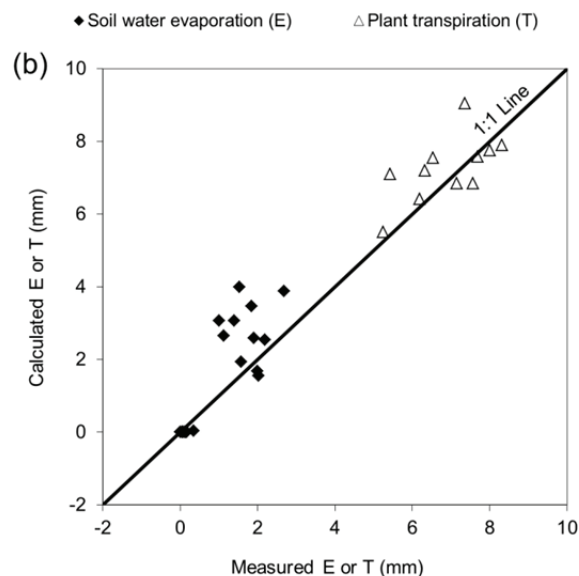 ◆ Soil water evaporation (E) △ Plant transpiration (T)
(b)
10
8
6
4
2
0
-2
-2 0 2 4 6 8 10
1:1 Line
Calculated E or T (mm)
Measured E or T (mm)